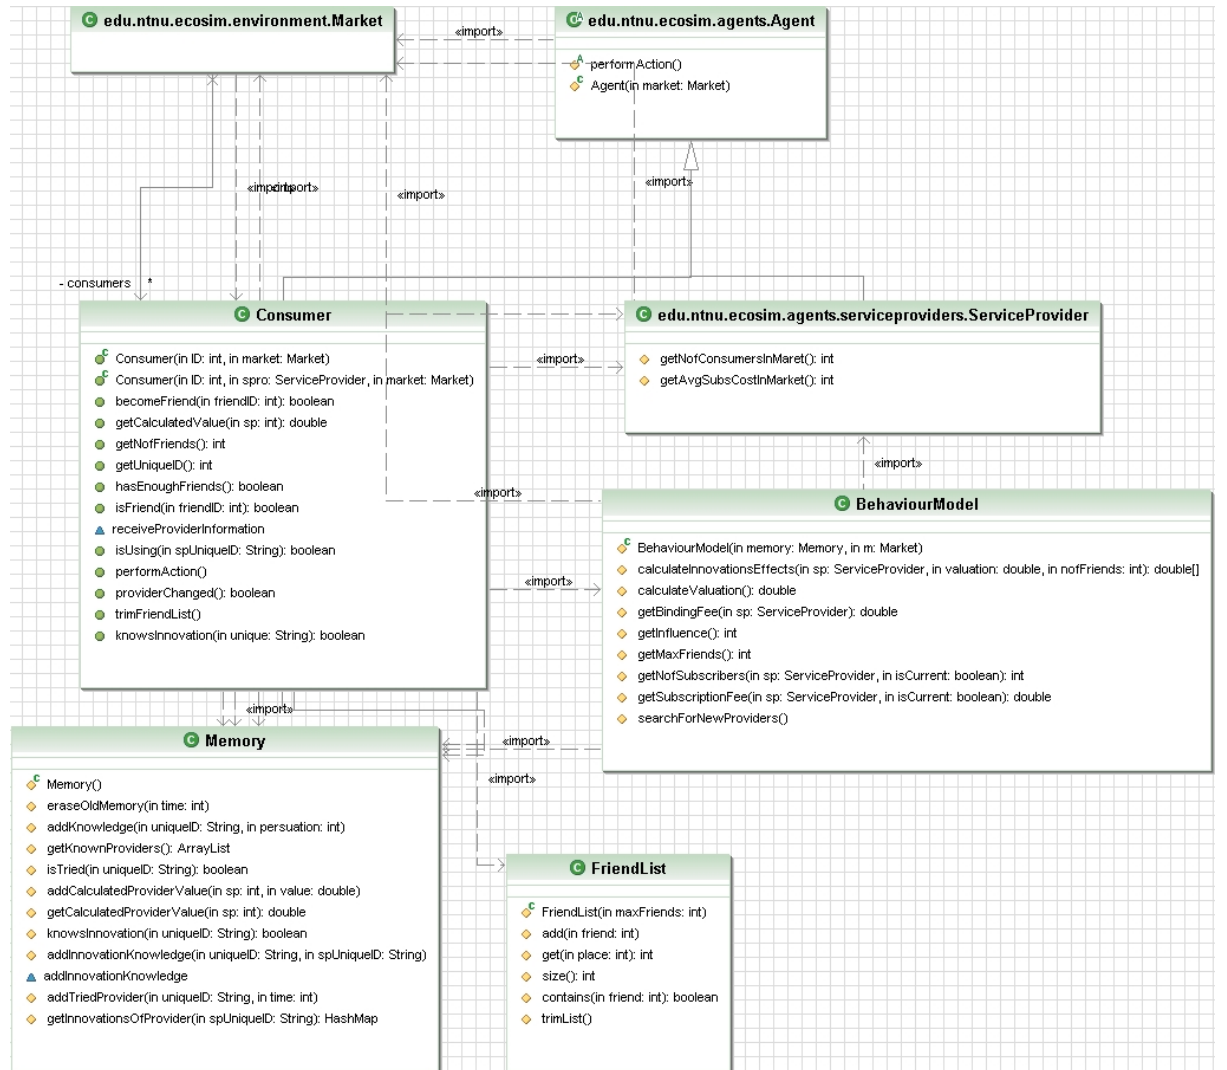 edu.ntnu.ecosim.environment.Market
edu.ntnu.ecosim.agents.Agent
performAction()
Agent(in market: Market)
«import»
«import»
«import»
«import»
- consumers *
Consumer
Consumer(in ID: int, in market: Market)
Consumer(in ID: int, in spro: ServiceProvider, in market: Market)
becomeFriend(in friendID: int): boolean
getCalculatedValue(in sp: int): double
getNofFriends(): int
getUniqueID(): int
hasEnoughFriends(): boolean
isFriend(in friendID: int): boolean
receiveProviderInformation
isUsing(in spUniqueID: String): boolean
performAction()
providerChanged(): boolean
trimFriendList()
knowsInnovation(in unique: String): boolean
«import»
edu.ntnu.ecosim.agents.serviceproviders.ServiceProvider
getNofConsumersInMaret(): int
getAvgSubsCostInMarket(): int
«import»
«import»
BehaviourModel
BehaviourModel(in memory: Memory, in m: Market)
calculateInnovationsEffects(in sp: ServiceProvider, in valuation: double, in nofFriends: int): double[]
calculateValuation(): double
getBindingFee(in sp: ServiceProvider): double
getInfluence(): int
getMaxFriends(): int
getNofSubscribers(in sp: ServiceProvider, in isCurrent: boolean): int
getSubscriptionFee(in sp: ServiceProvider, in isCurrent: boolean): double
searchForNewProviders()
«import»
«import»
«import»
«import»
Memory
Memory()
eraseOldMemory(in time: int)
addKnowledge(in uniqueID: String, in persuation: int)
getKnownProviders(): ArrayList
isTried(in uniqueID: String): boolean
addCalculatedProviderValue(in sp: int, in value: double)
getCalculatedProviderValue(in sp: int): double
knowsInnovation(in uniqueID: String): boolean
addInnovationKnowledge(in uniqueID: String, in spUniqueID: String)
addInnovationKnowledge
addTriedProvider(in uniqueID: String, in time: int)
getInnovationsOfProvider(in spUniqueID: String): HashMap
FriendList
FriendList(in maxFriends: int)
add(in friend: int)
get(in place: int): int
size(): int
contains(in friend: int): boolean
trimList()